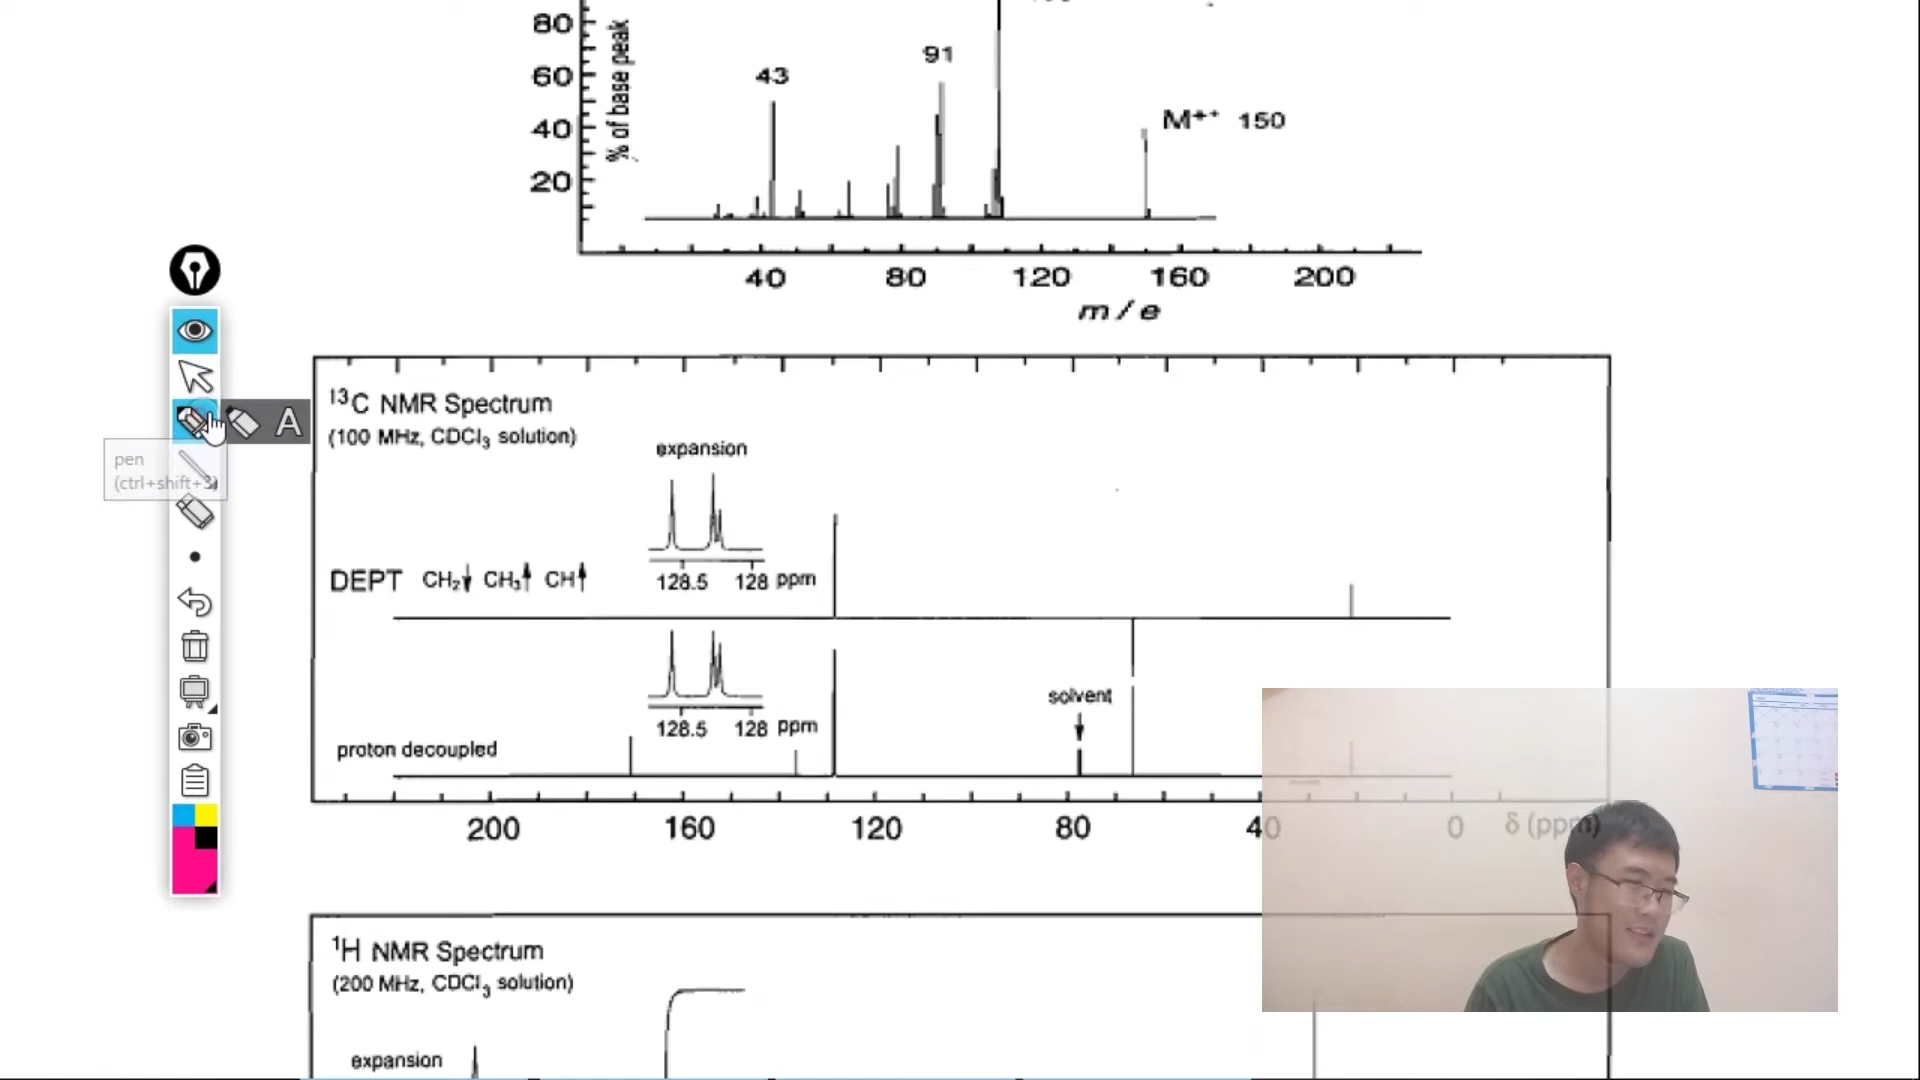 80
60
40
20
% of base peak
43
91
M+· 150
40 80 120 160 200
m / e
13C NMR Spectrum
(100 MHz, CDCl3 solution)
expansion
DEPT CH2↓ CH3↑ CH↑
128.5 128 ppm
solvent
128.5 128 ppm
proton decoupled
200 160 120 80 40 0 δ (ppm)
1H NMR Spectrum
(200 MHz, CDCl3 solution)
expansion
A
pen
(ctrl+shift+3)